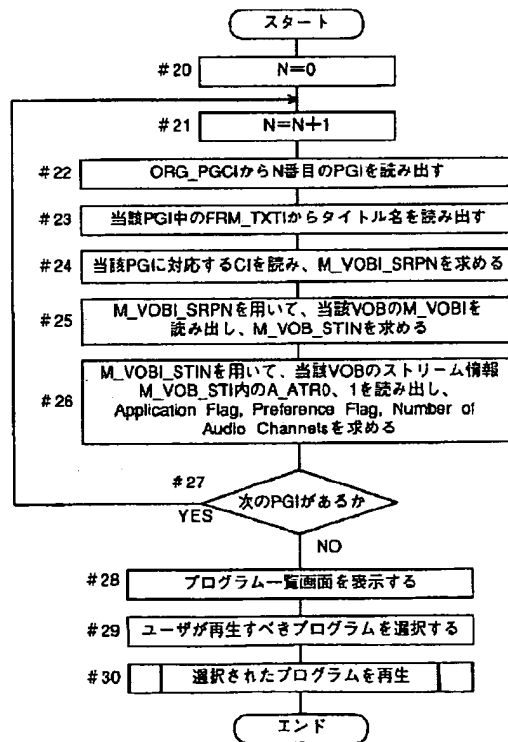 スタート
#20 N=0
#21 N=N+1
#22 ORG_PGCIからN番目のPGIを読み出す
#23 当該PGI中のFRM_TXTIからタイトル名を読み出す
#24 当該PGに対応するCIを読み、M_VOBI_SRPNを求める
#25 M_VOBI_SRPNを用いて、当該VOBのM_VOBIを
読み出し、M_VOB_STINを求める
#26 M_VOBI_STINを用いて、当該VOBのストリーム情報
M_VOB_STI内のA_ATR0、1を読み出し、
Application Flag, Preference Flag, Number of
Audio Channelsを求める
#27 次のPGIがあるか
YES
NO
#28 プログラム一覧画面を表示する
#29 ユーザが再生すべきプログラムを選択する
#30 選択されたプログラムを再生
エンド